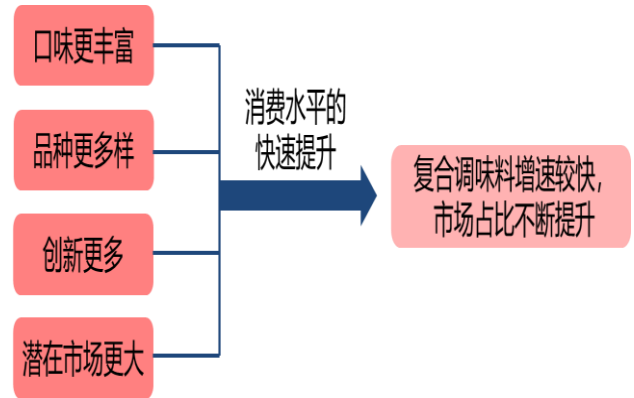 口味更丰富
品种更多样
创新更多
潜在市场更大
消费水平的
快速提升
复合调味料增速较快，
市场占比不断提升